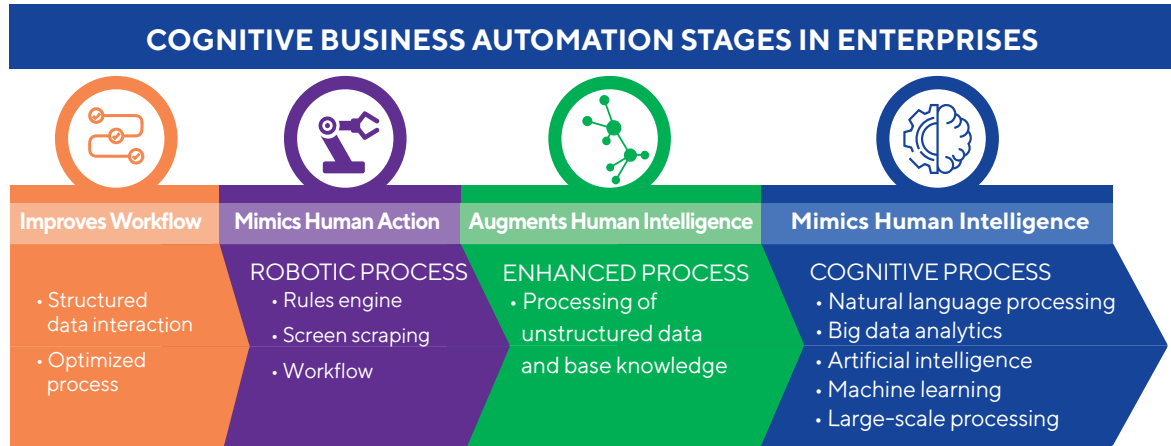 COGNITIVE BUSINESS AUTOMATION STAGES IN ENTERPRISES
Improves Workflow
• Structured
data interaction
• Optimized
process
Mimics Human Action
ROBOTIC PROCESS
• Rules engine
• Screen scraping
• Workflow
Augments Human Intelligence
ENHANCED PROCESS
• Processing of
unstructured data
and base knowledge
Mimics Human Intelligence
COGNITIVE PROCESS
• Natural language processing
• Big data analytics
• Artificial intelligence
• Machine learning
• Large-scale processing